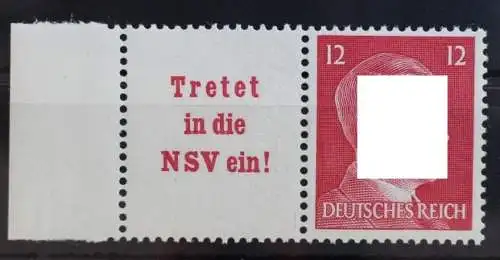 Tretet
in die
NSV ein!
12 12
DEUTSCHES REICH